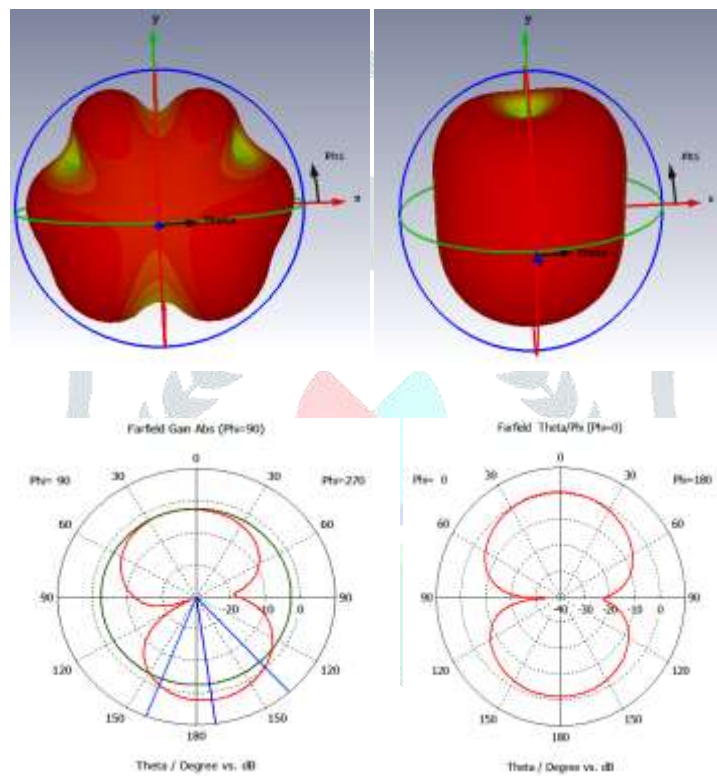 y
y
Phi
Phi
x
Theta
Theta
Farfield Gain Abs (Phi=90)
Farfield Theta/Phi (Phi=0)
0
0
Phi= 90
30
30
Phi=270
Phi= 0
30
30
Phi=180
60
60
60
60
90
-20
-10
0
90
90
-40
-30
-20
-10
0
90
120
120
120
120
150
150
150
150
180
180
Theta / Degree vs. dB
Theta / Degree vs. dB